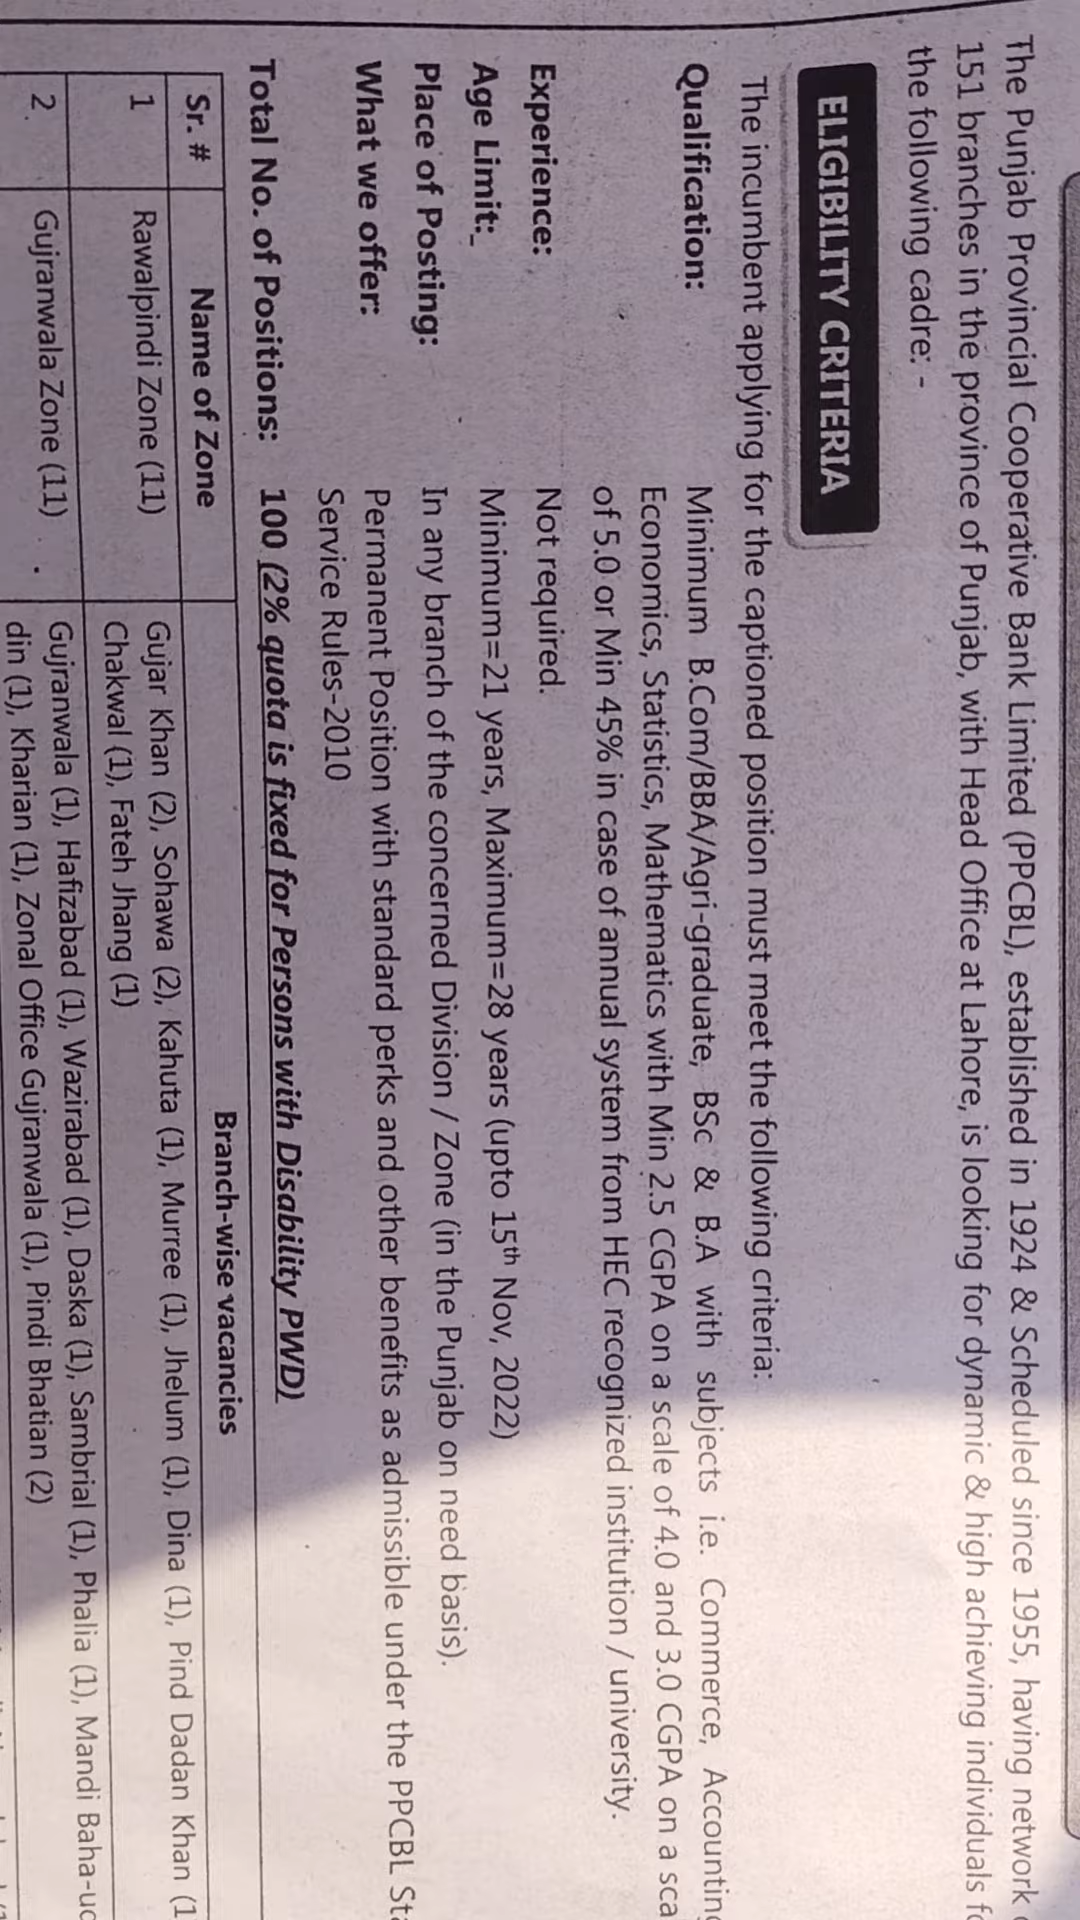 The Punjab Provincial Cooperative Bank Limited (PPCBL), established in 1924 & Scheduled since 1955, having network
151 branches in the province of Punjab, with Head Office at Lahore, is looking for dynamic & high achieving individuals
the following cadre: -
ELIGIBILITY CRITERIA
The incumbent applying for the captioned position must meet the following criteria:
Qualification: Minimum B.Com/BBA/Agri-graduate, BSc & B.A with subjects i.e. Commerce, Accounting
Economics, Statistics, Mathematics with Min 2.5 CGPA on a scale of 4.0 and 3.0 CGPA on a sca
of 5.0 or Min 45% in case of annual system from HEC recognized institution / university.
Experience: Not required.
Age Limit: Minimum=21 years, Maximum=28 years (upto 15th Nov, 2022)
Place of Posting: In any branch of the concerned Division / Zone (in the Punjab on need basis).
What we offer: Permanent Position with standard perks and other benefits as admissible under the PPCBL Sta
Service Rules-2010
Total No. of Positions: 100 (2% quota is fixed for Persons with Disability PWD)
Sr. # Name of Zone Branch-wise vacancies
1 Rawalpindi Zone (11) Gujar Khan (2), Sohawa (2), Kahuta (1), Murree (1), Jhelum (1), Dina (1), Pind Dadan Khan (1
Chakwal (1), Fateh Jhang (1)
2 Gujranwala Zone (11) Gujranwala (1), Hafizabad (1), Wazirabad (1), Daska (1), Sambrial (1), Phalia (1), Mandi Baha-ud
din (1), Kharian (1), Zonal Office Gujranwala (1), Pindi Bhatian (2)